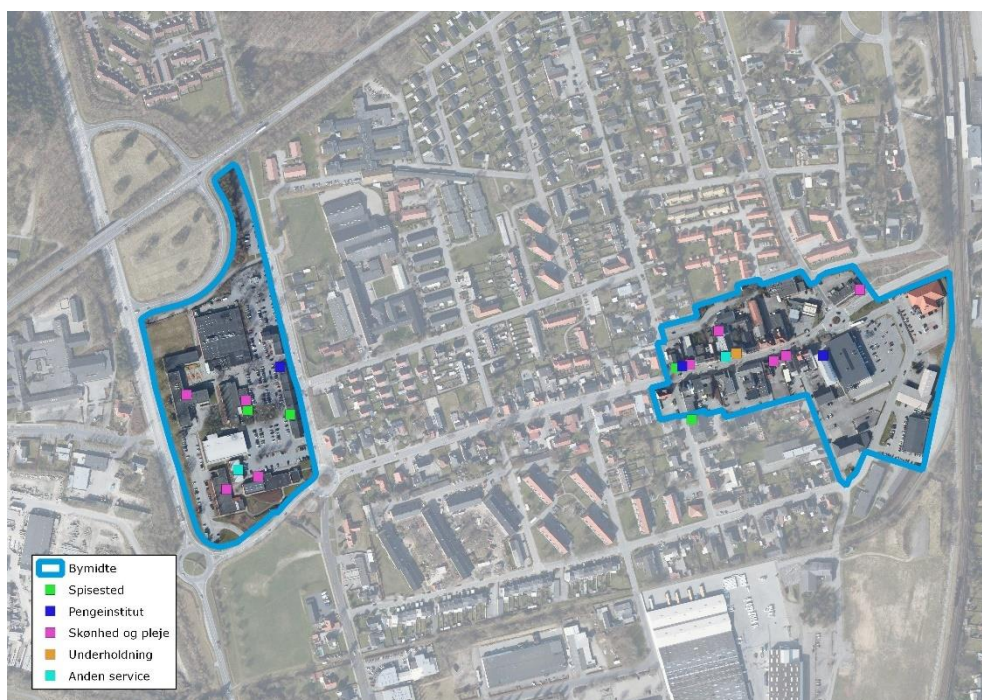 Bymidte
Spisested
Pengeinstitut
Skønhed og pleje
Underholdning
Anden service